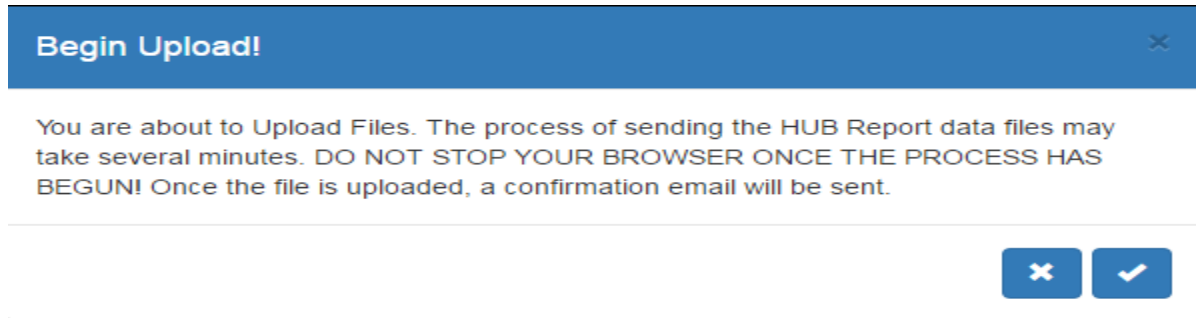 Begin Upload!
You are about to Upload Files. The process of sending the HUB Report data files may
take several minutes. DO NOT STOP YOUR BROWSER ONCE THE PROCESS HAS
BEGUN! Once the file is uploaded, a confirmation email will be sent.